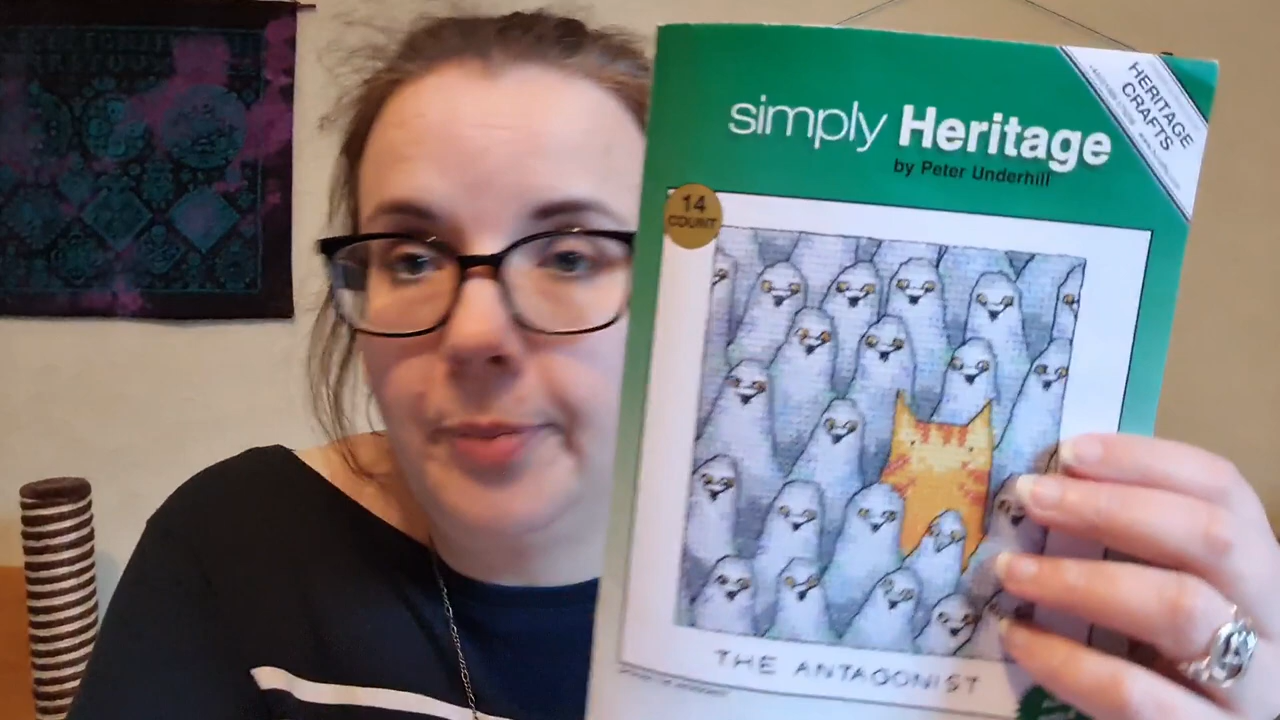 simply Heritage
by Peter Underhill
HERITAGE
CRAFTS
14
COUNT
THE ANTAGONIST